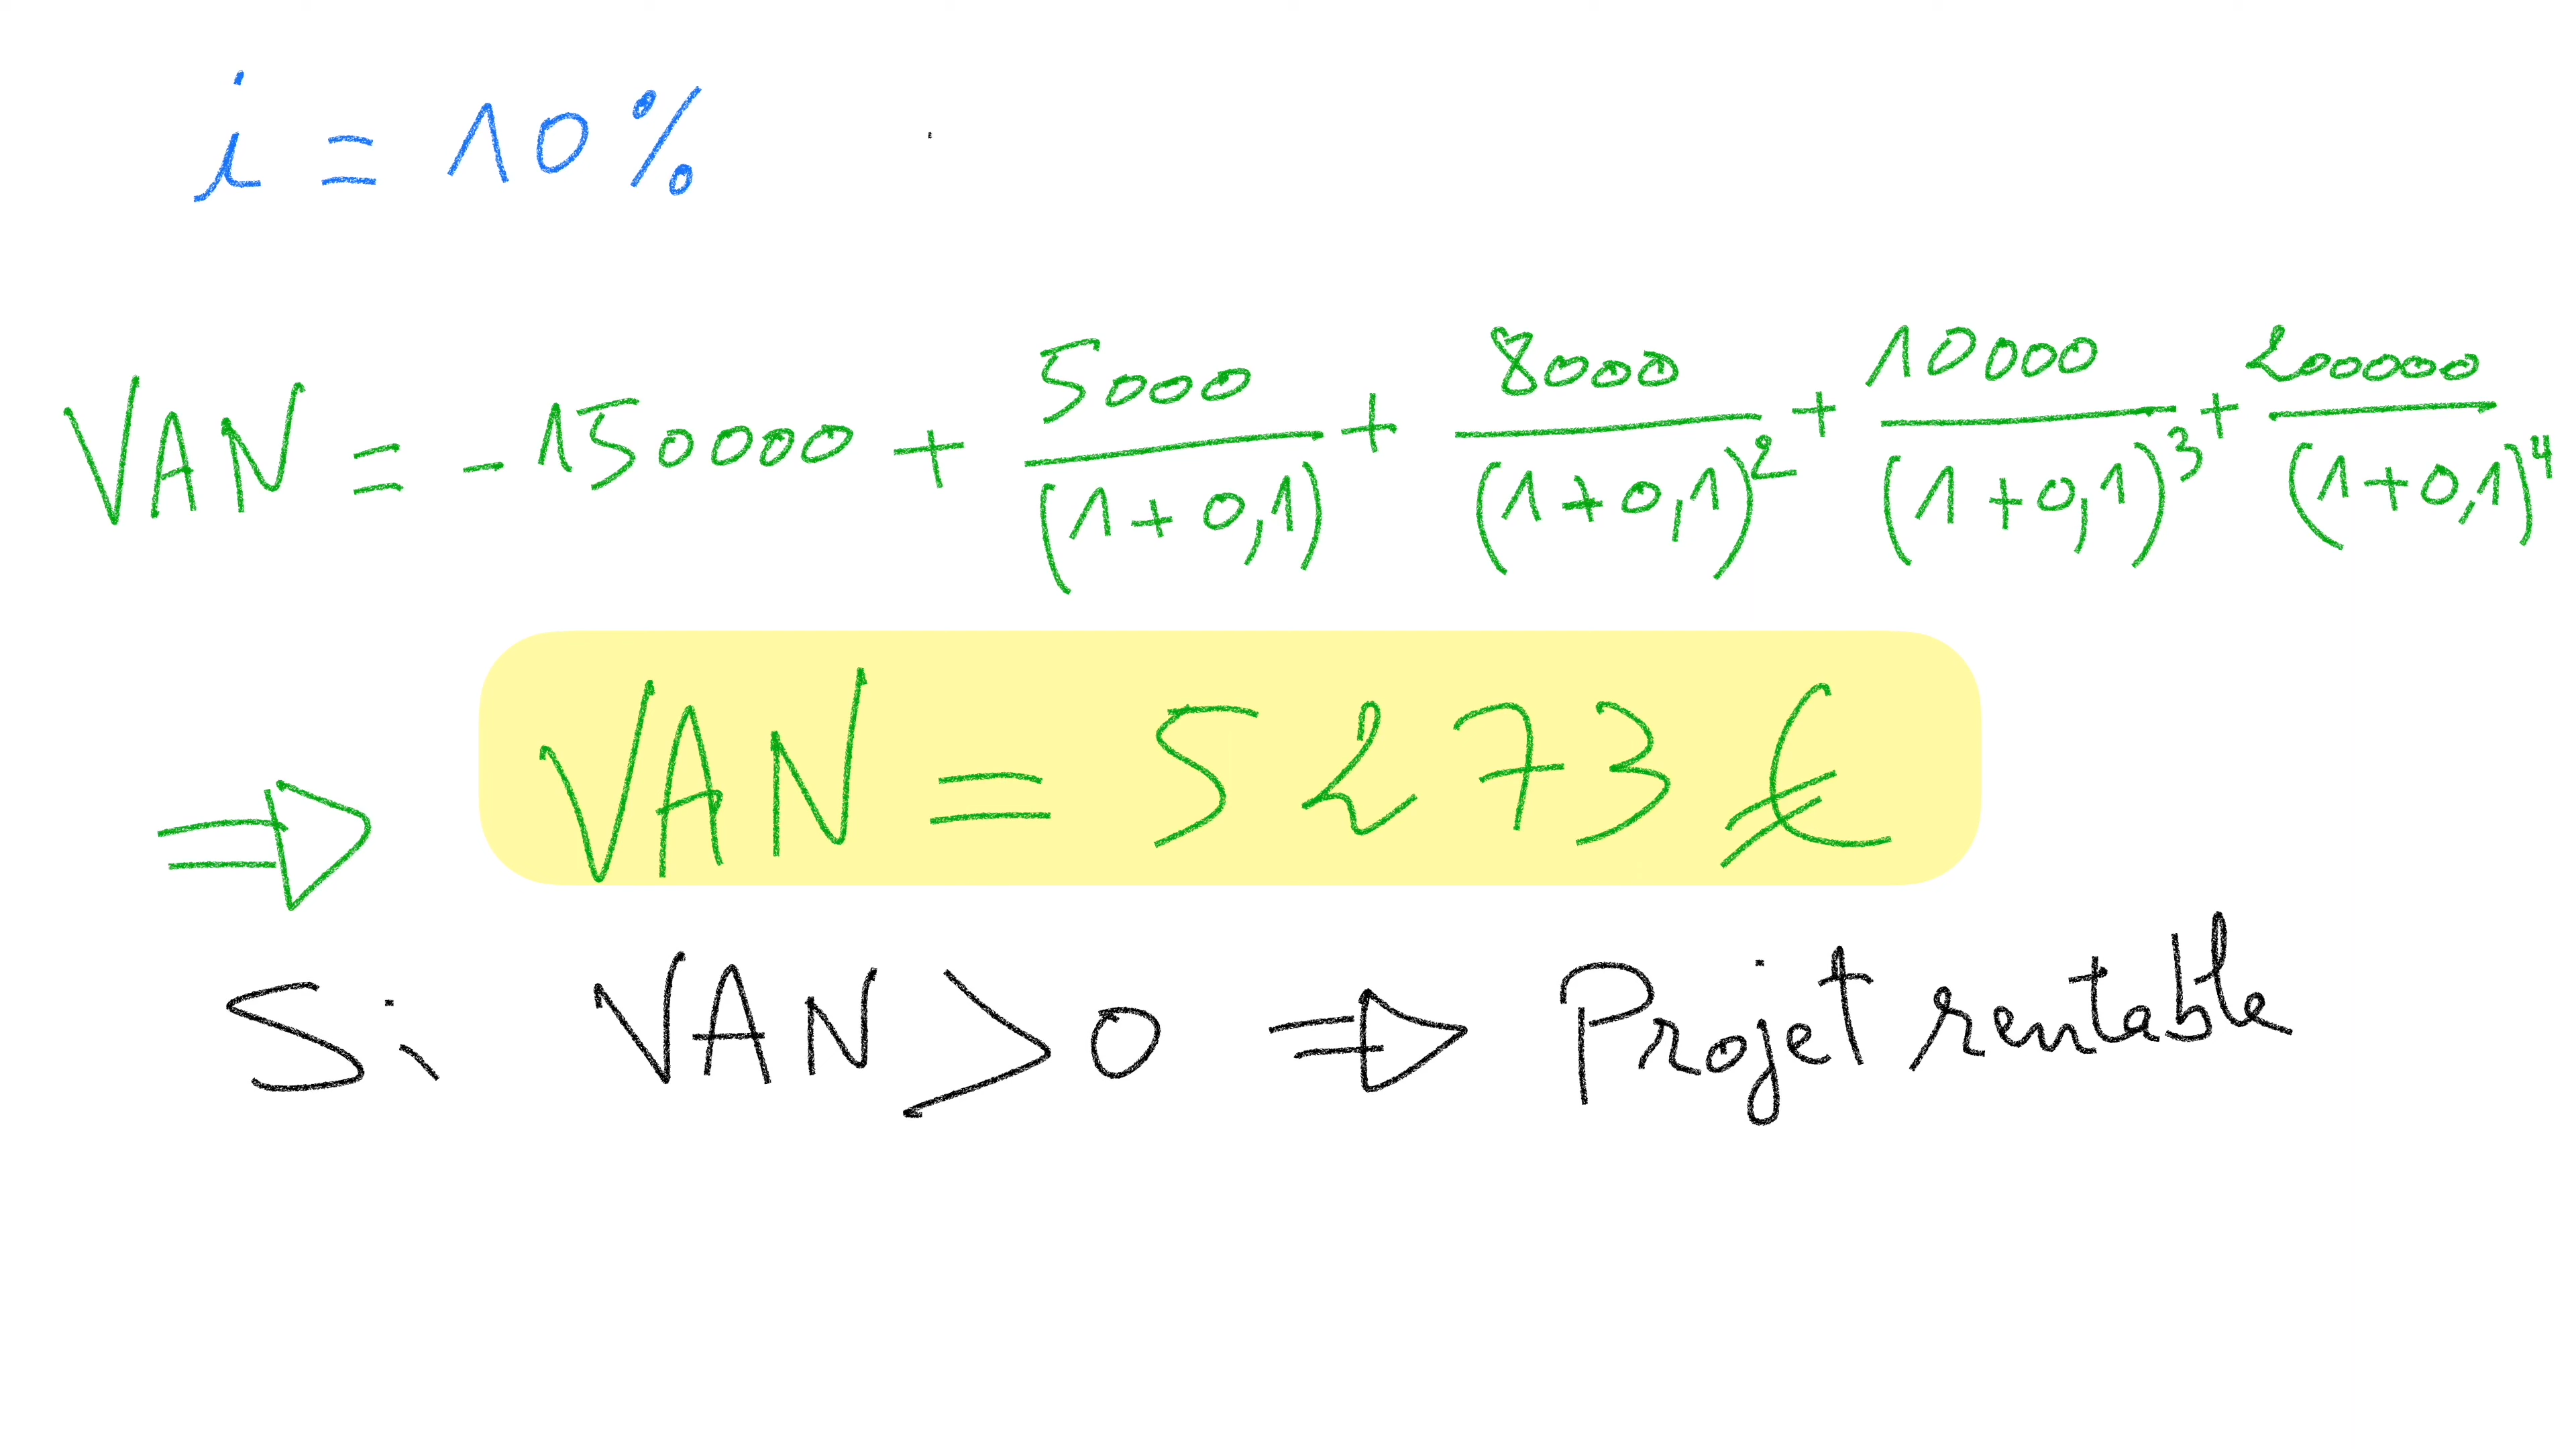 i = 10%
VAN = -150000 + 5000/(1+0,1) + 8000/(1+0,1)² + 10000/(1+0,1)³ + 200000/(1+0,1)⁴
⇒ VAN = 5273€
Si VAN > 0 ⇒ Projet rentable